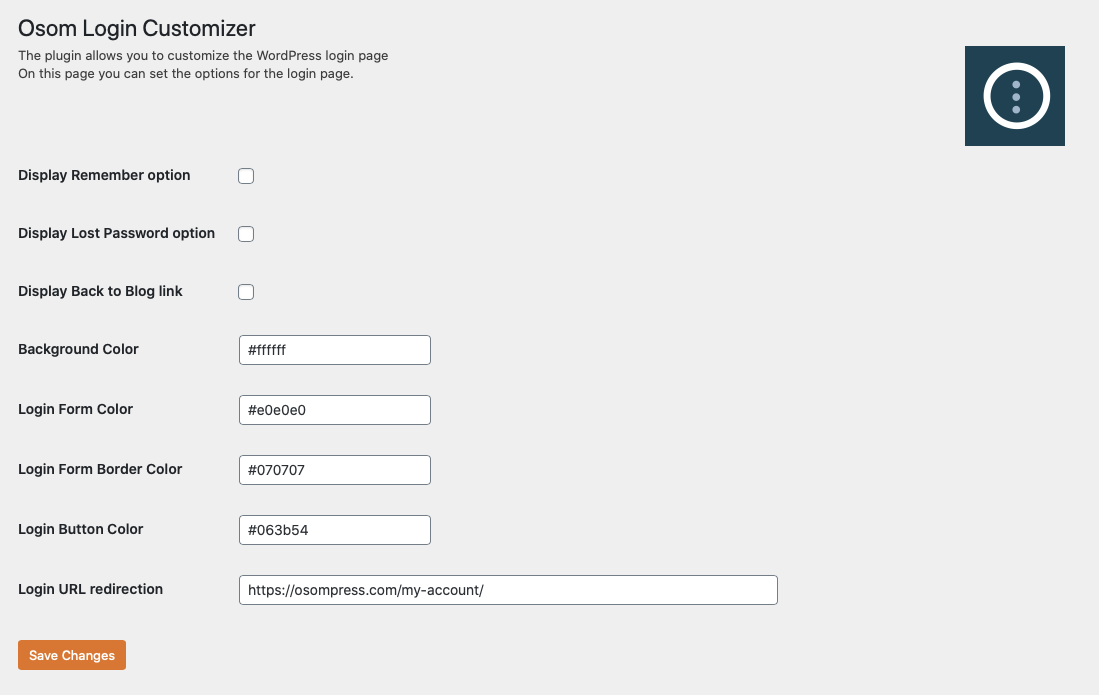 Osom Login Customizer
The plugin allows you to customize the WordPress login page
On this page you can set the options for the login page.
Display Remember option
Display Lost Password option
Display Back to Blog link
Background Color
#ffffff
Login Form Color
#e0e0e0
Login Form Border Color
#070707
Login Button Color
#063b54
Login URL redirection
https://osompress.com/my-account/
Save Changes